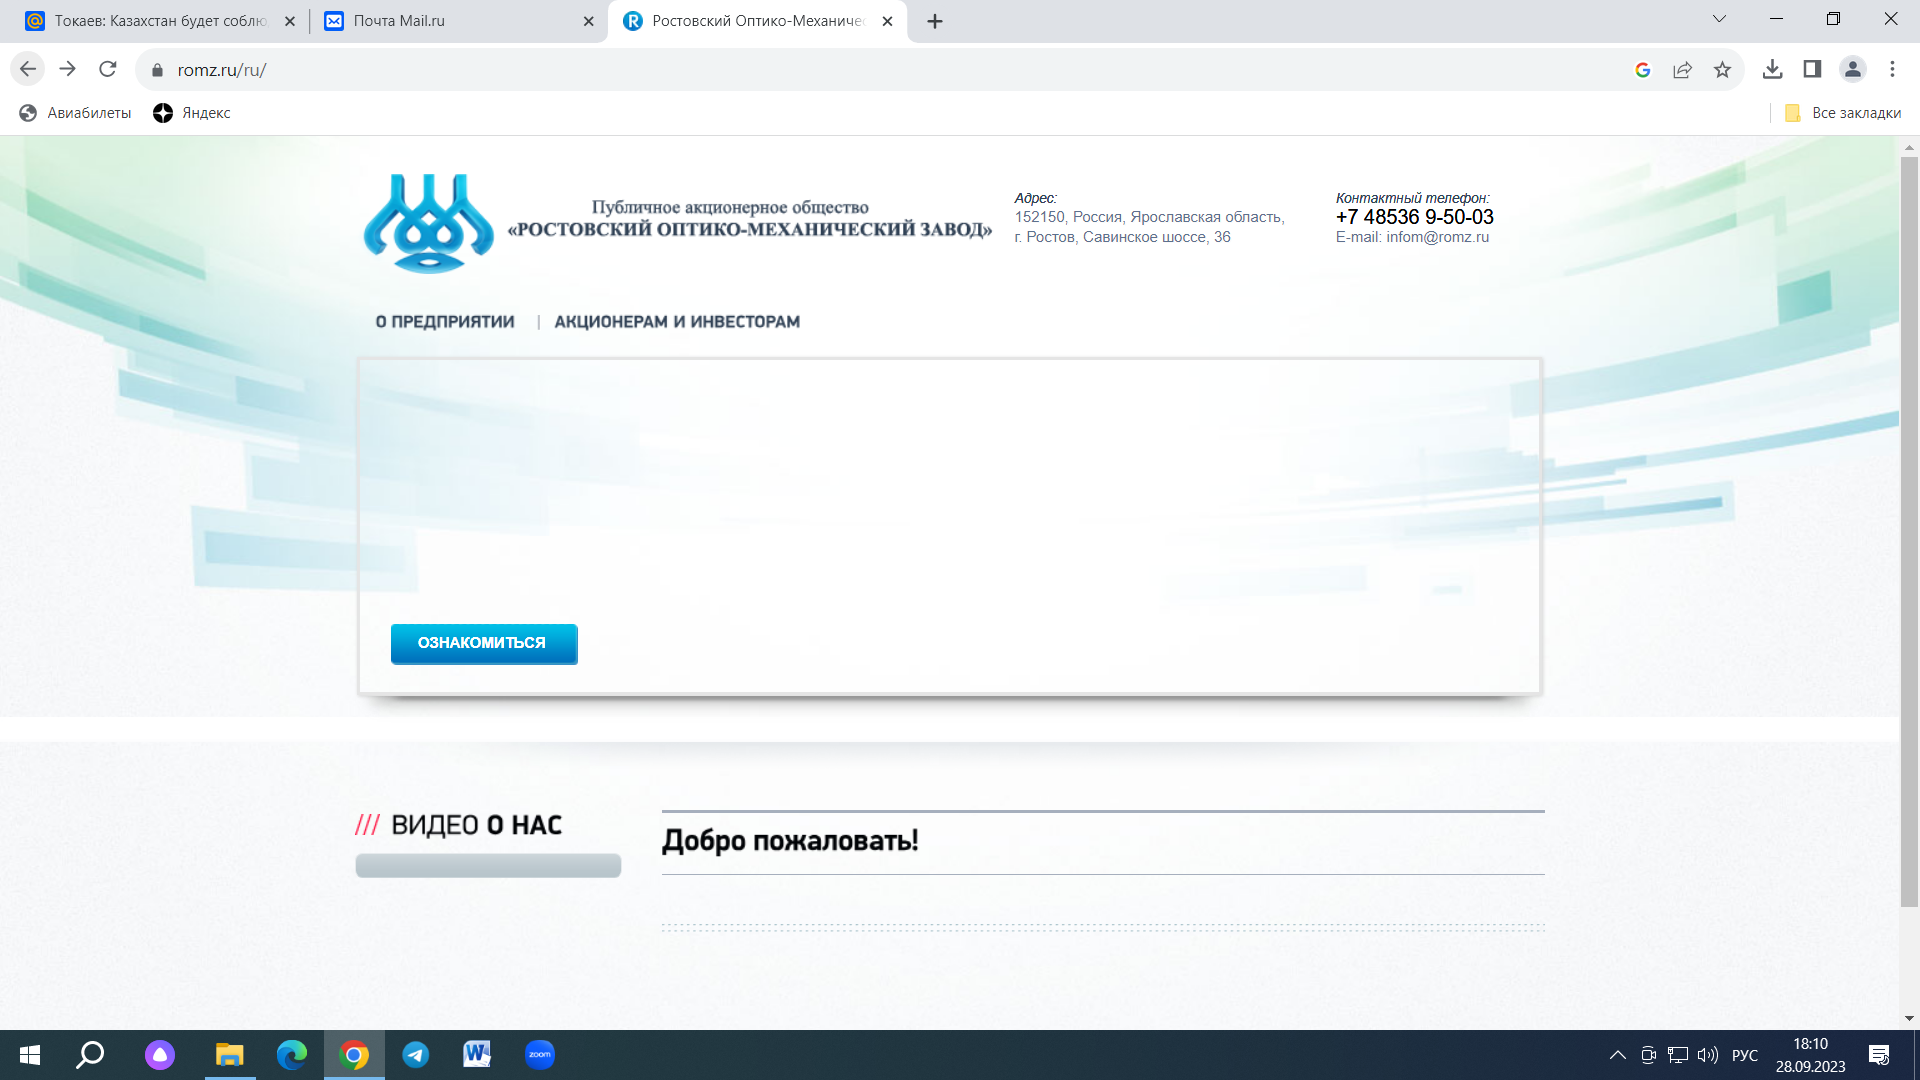 Токаев: Казахстан будет соблю
Почта Mail.ru
Ростовский Оптико-Механичес
romz.ru/ru/
Авиабилеты
Яндекс
Все закладки
Публичное акционерное общество
«РОСТОВСКИЙ ОПТИКО-МЕХАНИЧЕСКИЙ ЗАВОД»
Адрес:
152150, Россия, Ярославская область,
г. Ростов, Савинское шоссе, 36
Контактный телефон:
+7 48536 9-50-03
E-mail: infom@romz.ru
О ПРЕДПРИЯТИИ | АКЦИОНЕРАМ И ИНВЕСТОРАМ
ОЗНАКОМИТЬСЯ
/// ВИДЕО О НАС
Добро пожаловать!
zoom
РУС
18:10
28.09.2023